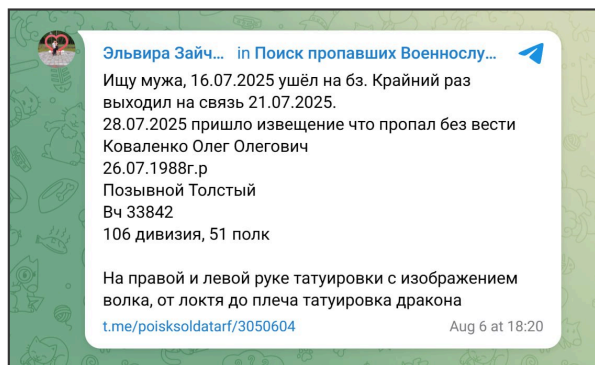 Эльвира Зайч... in Поиск пропавших Военнослу...
Ищу мужа, 16.07.2025 ушёл на бз. Крайний раз
выходил на связь 21.07.2025.
28.07.2025 пришло извещение что пропал без вести
Коваленко Олег Олегович
26.07.1988г.р
Позывной Толстый
Вч 33842
106 дивизия, 51 полк
На правой и левой руке татуировки с изображением
волка, от локтя до плеча татуировка дракона
t.me/poisksoldatarf/3050604 Aug 6 at 18:20